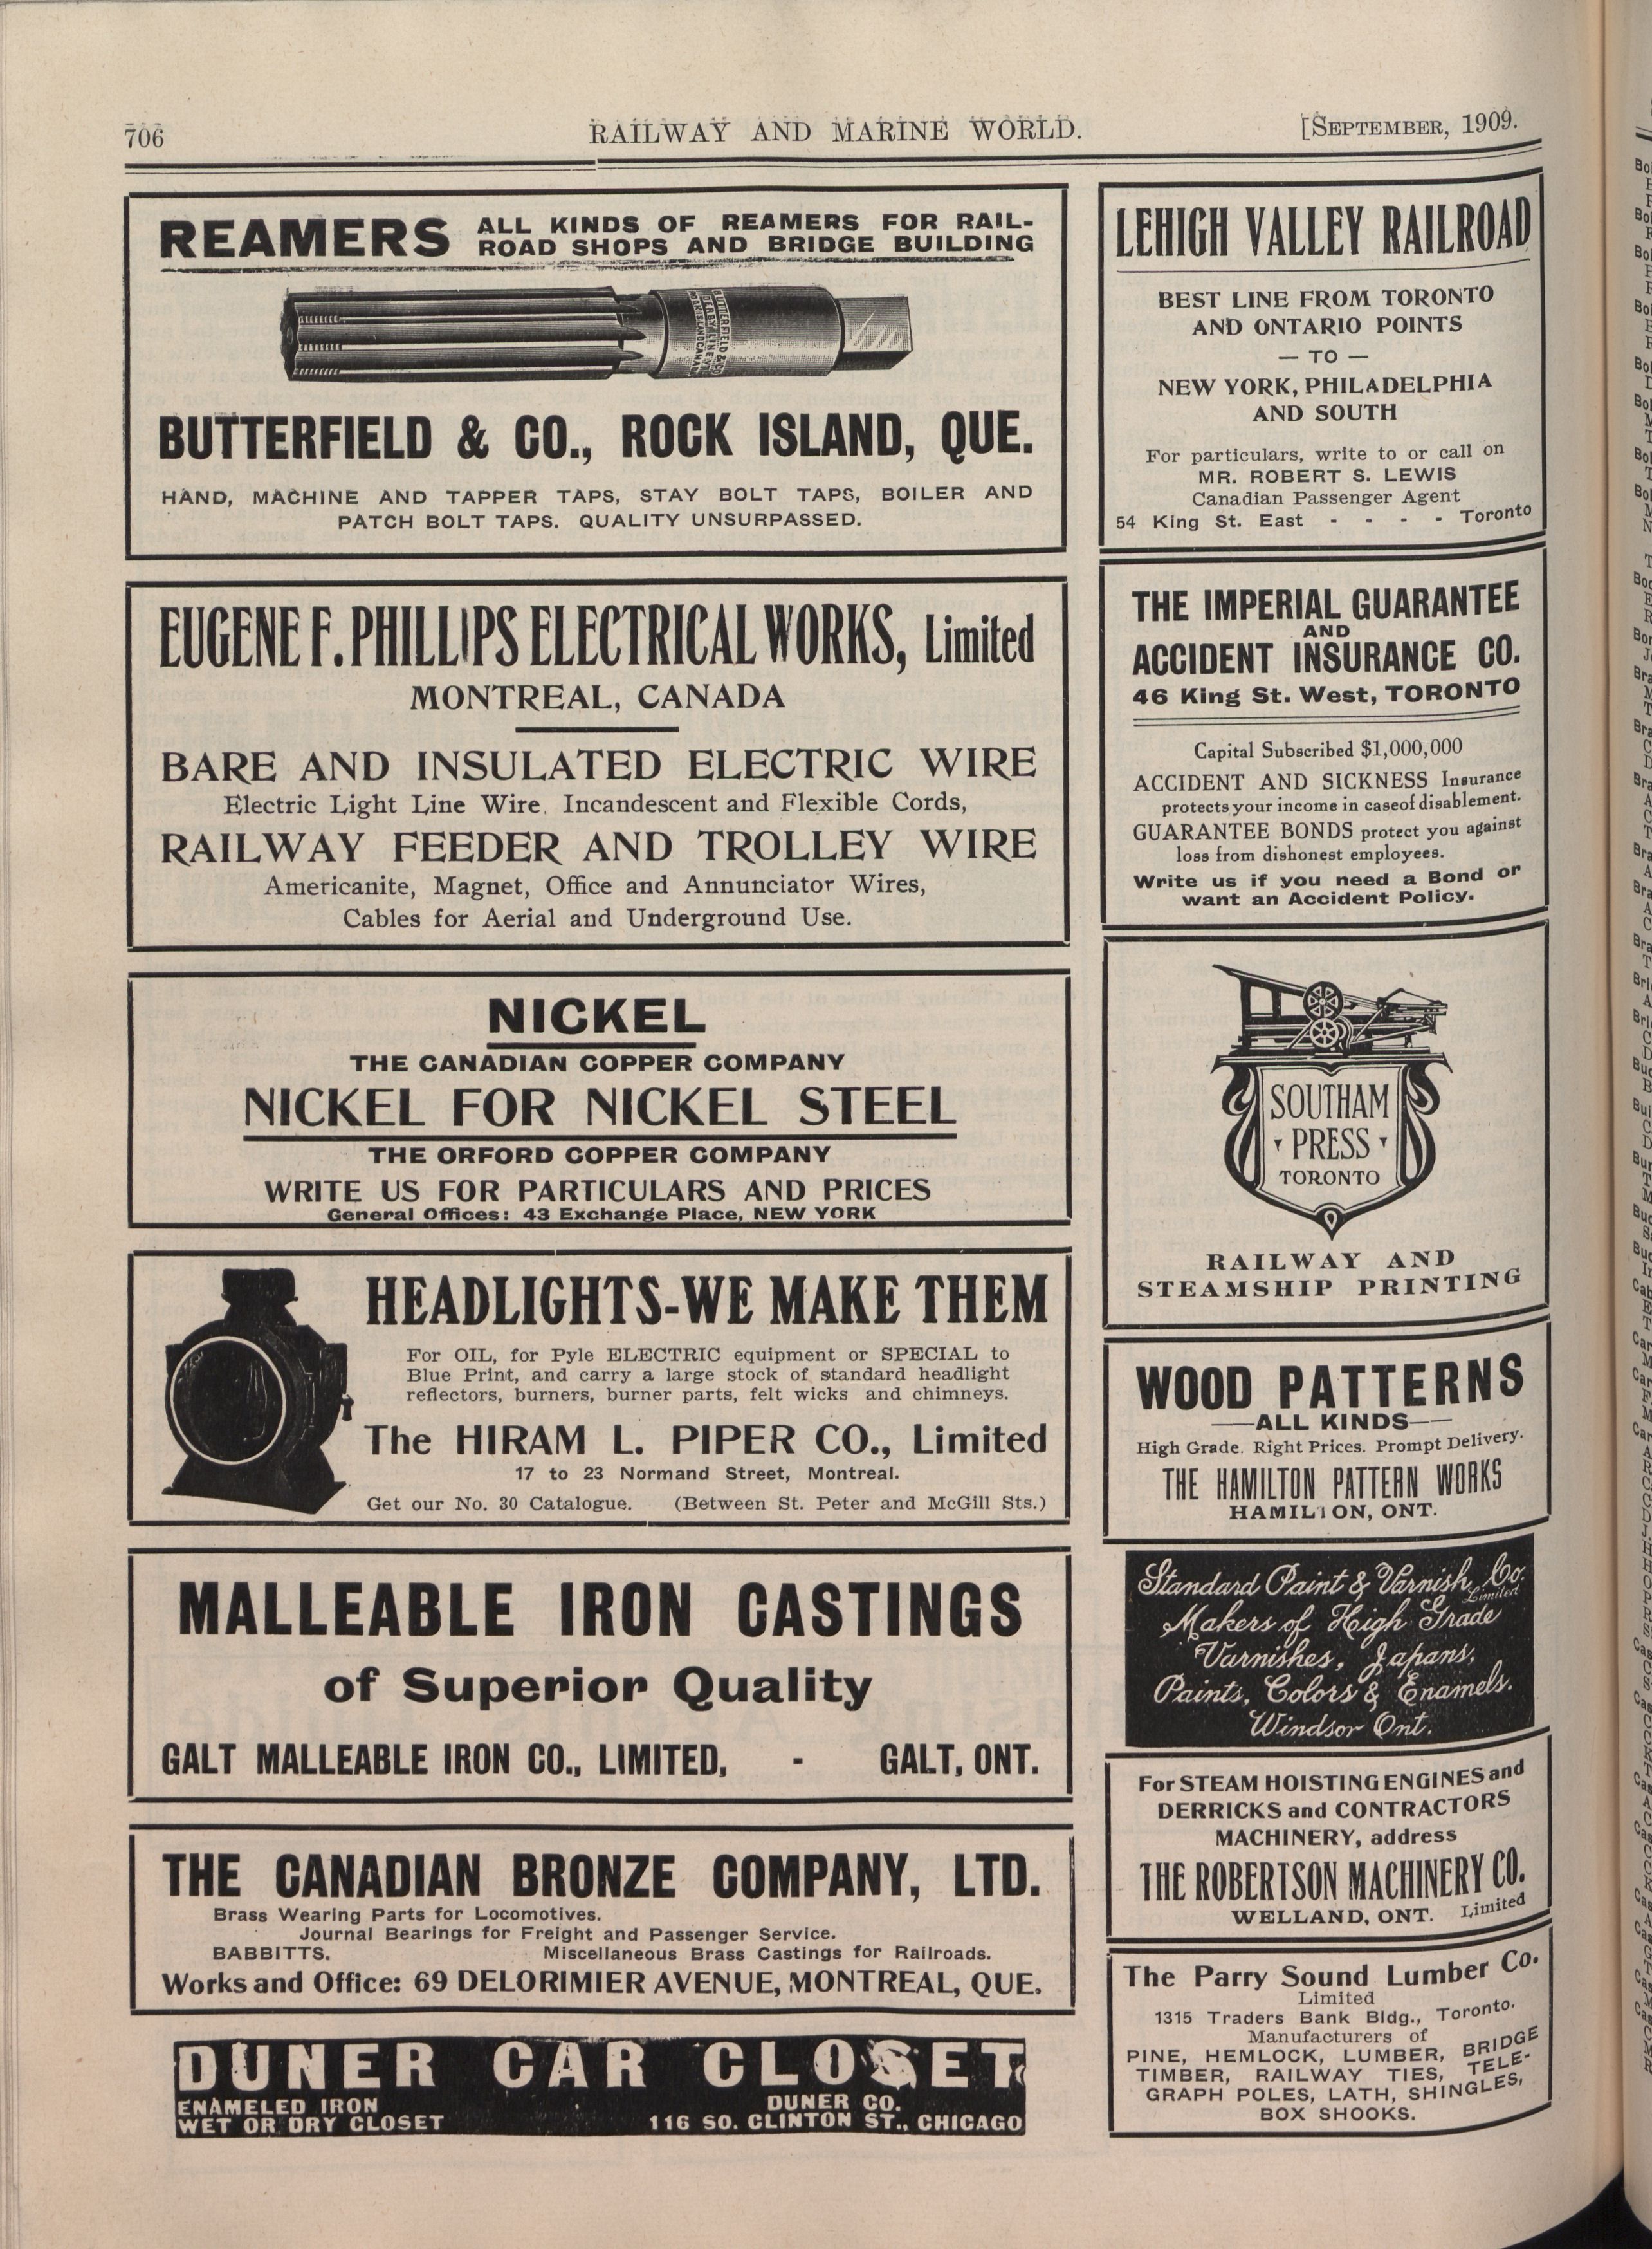 706
RAILWAY AND MARINE WORLD.
[SEPTEMBER, 1909.
REAMERS
ALL KINDS OF REAMERS FOR RAIL-
ROAD SHOPS AND BRIDGE BUILDING
BUTTERFIELD & CO.
DERBY LINE VT.
ROCK ISLAND CANADA
BUTTERFIELD & CO., ROCK ISLAND, QUE.
HAND, MACHINE AND TAPPER TAPS, STAY BOLT TAPS, BOILER AND
PATCH BOLT TAPS. QUALITY UNSURPASSED.
EUGENE F. PHILLIPS ELECTRICAL WORKS, Limited
MONTREAL, CANADA
BARE AND INSULATED ELECTRIC WIRE
Electric Light Line Wire. Incandescent and Flexible Cords,
RAILWAY FEEDER AND TROLLEY WIRE
Americanite, Magnet, Office and Annunciator Wires,
Cables for Aerial and Underground Use.
NICKEL
THE CANADIAN COPPER COMPANY
NICKEL FOR NICKEL STEEL
THE ORFORD COPPER COMPANY
WRITE US FOR PARTICULARS AND PRICES
General Offices: 43 Exchange Place, NEW YORK
HEADLIGHTS-WE MAKE THEM
For OIL, for Pyle ELECTRIC equipment or SPECIAL to
Blue Print, and carry a large stock of standard headlight
reflectors, burners, burner parts, felt wicks and chimneys.
The HIRAM L. PIPER CO., Limited
17 to 23 Normand Street, Montreal.
Get our No. 30 Catalogue. (Between St. Peter and McGill Sts.)
MALLEABLE IRON CASTINGS
of Superior Quality
GALT MALLEABLE IRON CO., LIMITED, - GALT, ONT.
THE CANADIAN BRONZE COMPANY, LTD.
Brass Wearing Parts for Locomotives.
Journal Bearings for Freight and Passenger Service.
BABBITTS. Miscellaneous Brass Castings for Railroads.
Works and Office: 69 DELORIMIER AVENUE, MONTREAL, QUE.
DUNER CAR CLOSET
ENAMELED IRON
WET OR DRY CLOSET
DUNER CO.
116 SO. CLINTON ST., CHICAGO
LEHIGH VALLEY RAILROAD
BEST LINE FROM TORONTO
AND ONTARIO POINTS
— TO —
NEW YORK, PHILADELPHIA
AND SOUTH
For particulars, write to or call on
MR. ROBERT S. LEWIS
Canadian Passenger Agent
54 King St. East - - - - Toronto
THE IMPERIAL GUARANTEE
AND
ACCIDENT INSURANCE CO.
46 King St. West, TORONTO
Capital Subscribed $1,000,000
ACCIDENT AND SICKNESS Insurance
protects your income in case of disablement.
GUARANTEE BONDS protect you against
loss from dishonest employees.
Write us if you need a Bond or
want an Accident Policy.
SOUTHAM
PRESS
TORONTO
RAILWAY AND
STEAMSHIP PRINTING
WOOD PATTERNS
—ALL KINDS—
High Grade. Right Prices. Prompt Delivery.
THE HAMILTON PATTERN WORKS
HAMILTON, ONT.
Standard Paint & Varnish Co.
Limited
Makers of High Grade
Varnishes, Japans,
Paints, Colors & Enamels.
Windsor Ont.
For STEAM HOISTING ENGINES and
DERRICKS and CONTRACTORS
MACHINERY, address
THE ROBERTSON MACHINERY CO.
WELLAND, ONT. Limited
The Parry Sound Lumber Co.
Limited
1315 Traders Bank Bldg., Toronto.
Manufacturers of
PINE, HEMLOCK, LUMBER, BRIDGE
TIMBER, RAILWAY TIES, TELE-
GRAPH POLES, LATH, SHINGLES,
BOX SHOOKS.